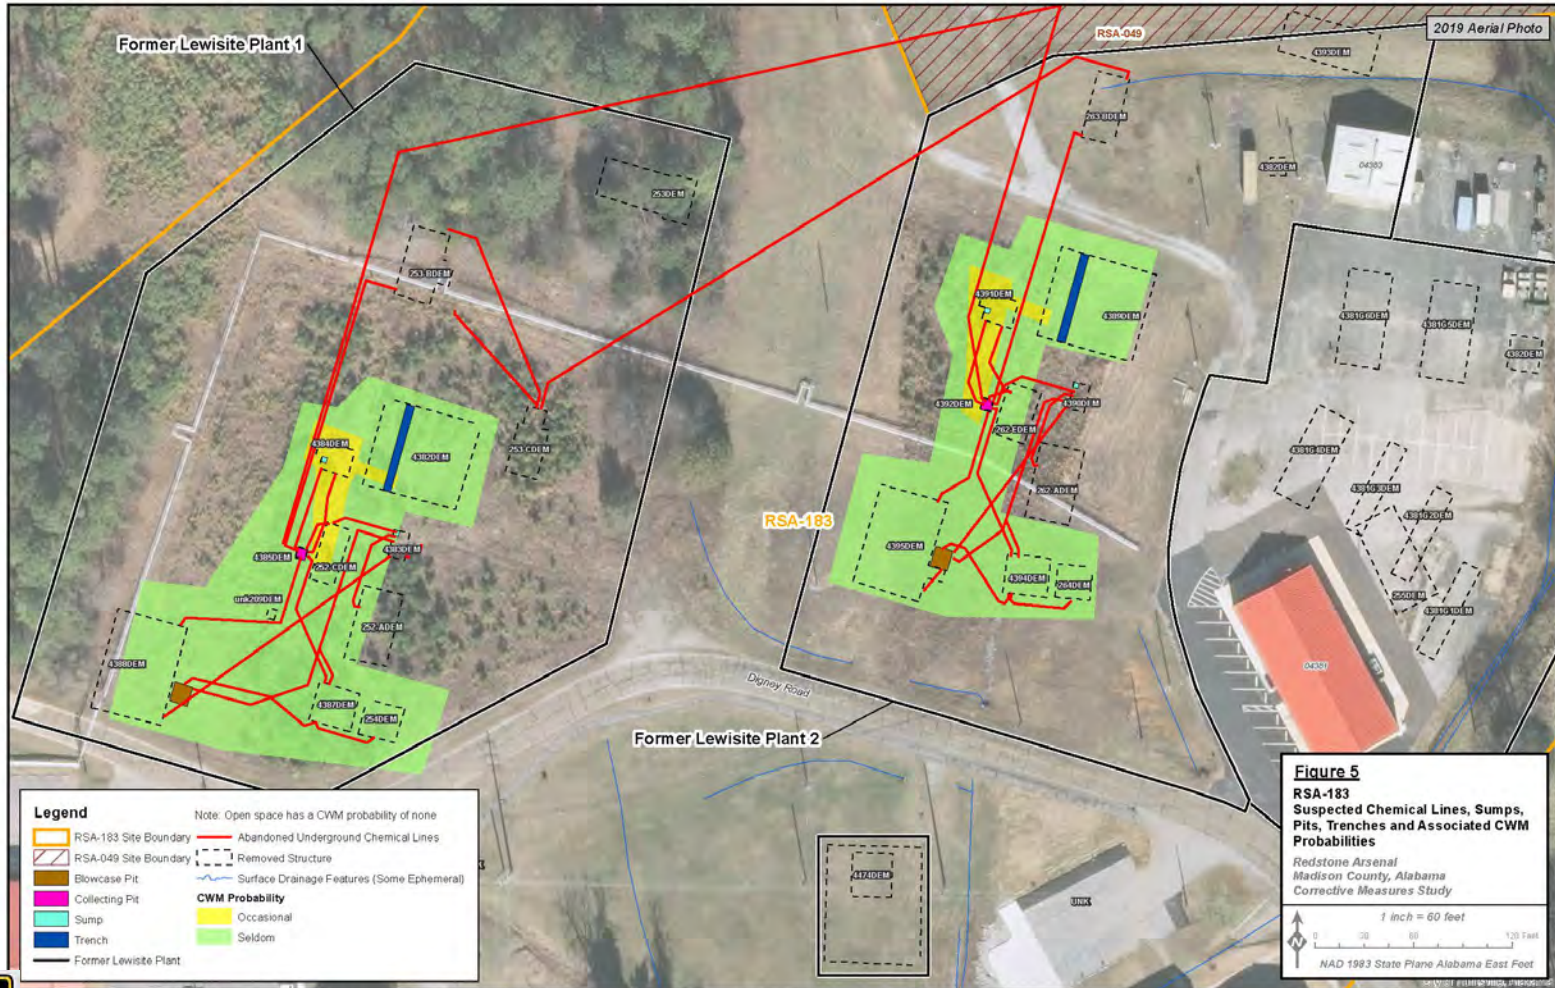 Former Lewisite Plant 1
RSA-049
2019 Aerial Photo
4393DEM
263-BDEM
4382DEM
04380
253DEM
253-BDEM
4391DEM
4389DEM
4381G6DEM
4381G5DEM
4382DEM
4392DEM
4390DEM
262-EDEM
253-CDEM
4384DEM
4382DEM
4381G4DEM
4381G3DEM
4381G2DEM
262-ADEM
RSA-183
4395DEM
4385DEM
4383DEM
252-CDEM
4394DEM
264DEM
255DEM
4381G1DEM
unk209DEM
252-ADEM
4388DEM
04381
Digney Road
4387DEM
254DEM
Former Lewisite Plant 2
4474DEM
UNK
Legend
Note: Open space has a CWM probability of none
RSA-183 Site Boundary
RSA-049 Site Boundary
Blowcase Pit
Collecting Pit
Sump
Trench
Former Lewisite Plant
Abandoned Underground Chemical Lines
Removed Structure
Surface Drainage Features (Some Ephemeral)
CWM Probability
Occasional
Seldom
Figure 5
RSA-183
Suspected Chemical Lines, Sumps,
Pits, Trenches and Associated CWM
Probabilities
Redstone Arsenal
Madison County, Alabama
Corrective Measures Study
1 inch = 60 feet
N
0 30 60 120 Feet
NAD 1983 State Plane Alabama East Feet